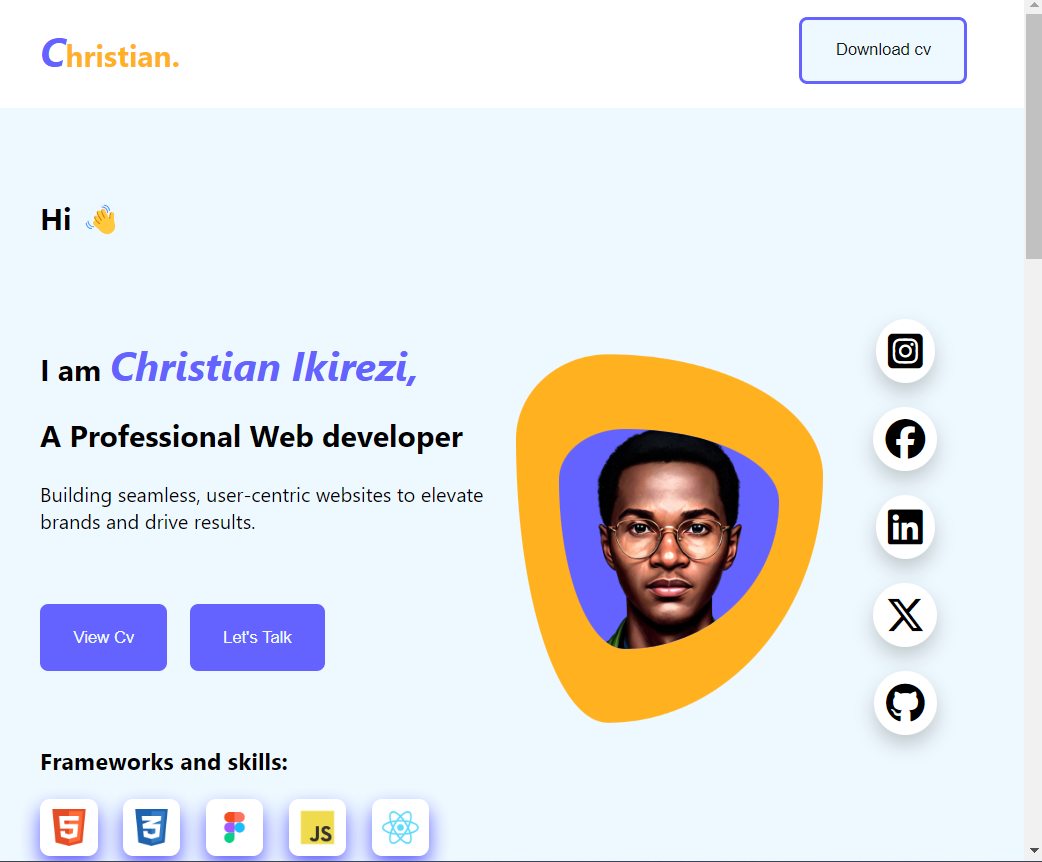 Christian.
Download cv
Hi 👋
I am Christian Ikirezi,
A Professional Web developer
Building seamless, user-centric websites to elevate
brands and drive results.
View Cv
Let's Talk
Frameworks and skills:
5
3
JS